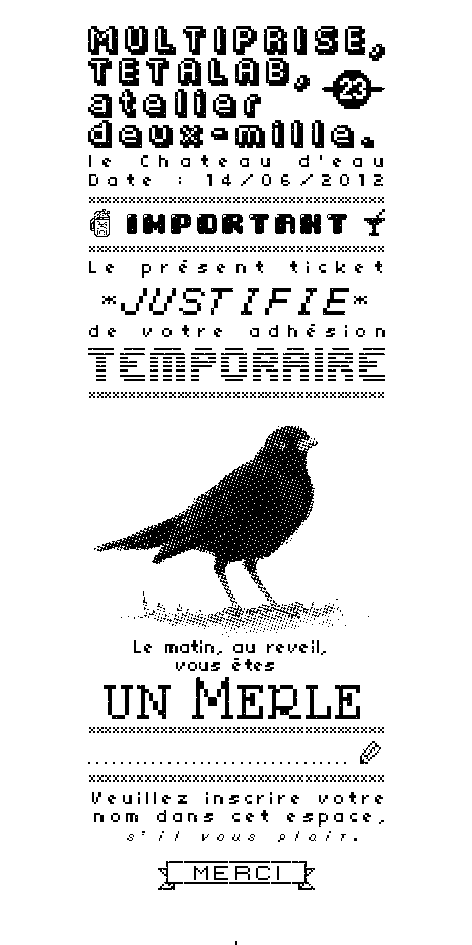 MULTIPRISE,
TETALAB,
23
atelier
deux-mille.
le Chateau d'eau
Date : 14/06/2012
IMPORTANT
Le présent ticket
*JUSTIFIE*
de votre adhésion
TEMPORAIRE
Le matin, au reveil,
vous êtes
UN MERLE
................................
Veuillez inscrire votre
nom dans cet espace,
s'il vous plait.
MERCI